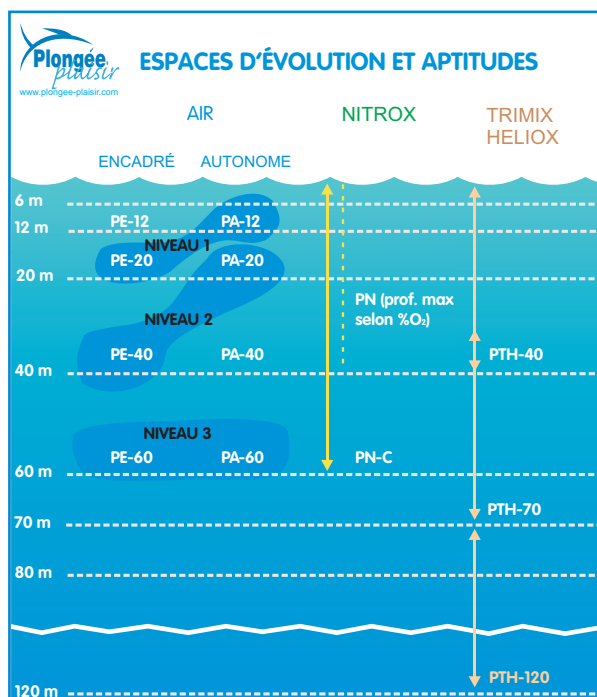 Plongée
plaisir
www.plongee-plaisir.com
ESPACES D'ÉVOLUTION ET APTITUDES
AIR
NITROX
TRIMIX
HELIOX
ENCADRÉ
AUTONOME
6 m
PE-12
PA-12
12 m
NIVEAU 1
PE-20
PA-20
20 m
PN (prof. max
selon %O₂)
NIVEAU 2
PE-40
PA-40
PTH-40
40 m
NIVEAU 3
PE-60
PA-60
PN-C
60 m
PTH-70
70 m
80 m
PTH-120
120 m